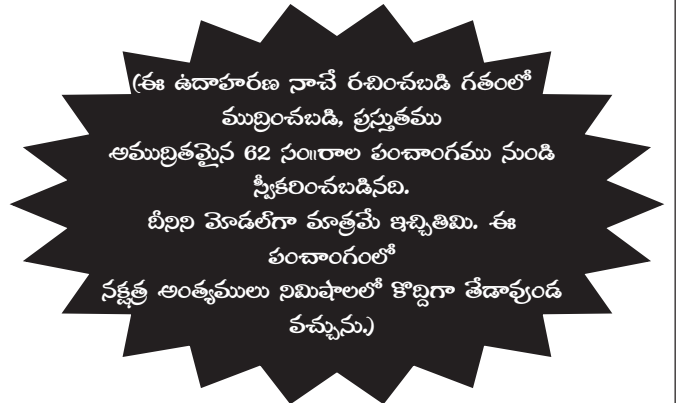 (ఈ ఉదాహరణ నాచే రచించబడి గతంలో
ముద్రించబడి, ప్రస్తుతము
అముద్రితమైన 62 సం॥రాల పంచాంగము నుండి
స్వీకరించబడినది.
దీనిని మోడల్‌గా మాత్రమే ఇచ్చితిమి. ఈ
పంచాంగంలో
నక్షత్ర అంత్యములు నిమిషాలలో కొద్దిగా తేడావుండ
వచ్చును.)